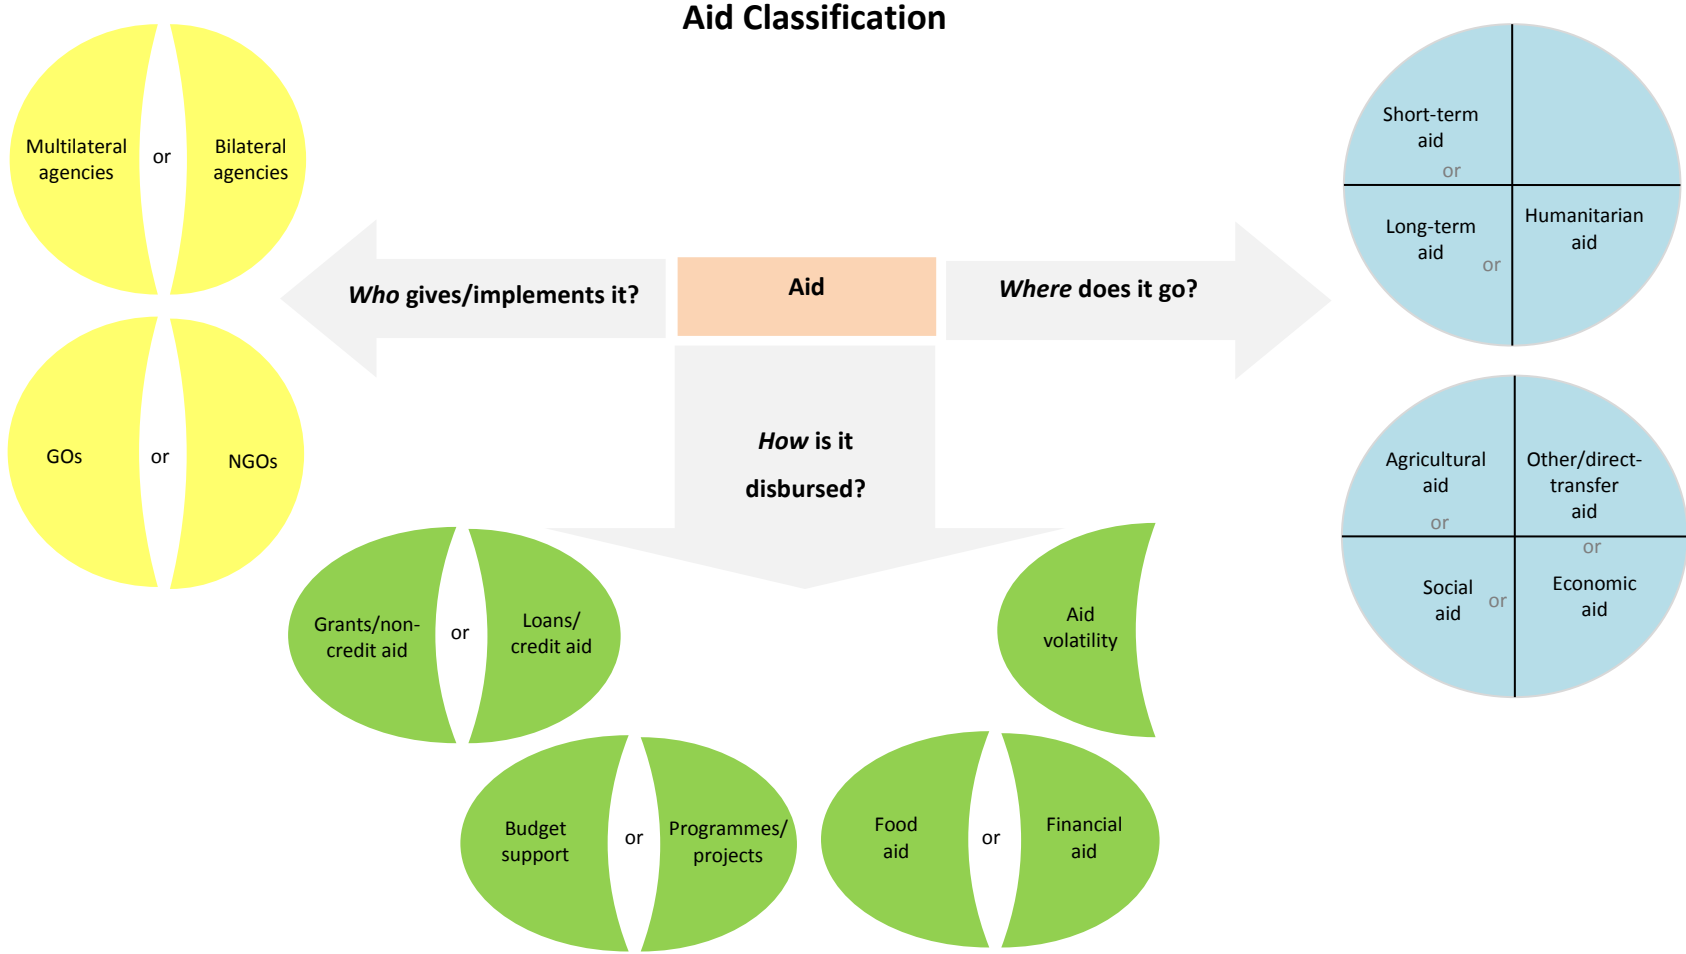 Aid Classification
Multilateral
agencies
or
Bilateral
agencies
GOs
or
NGOs
Who gives/implements it?
Aid
Where does it go?
How is it
disbursed?
Short-term
aid
or
Long-term
aid
or
Humanitarian
aid
Agricultural
aid
or
Other/direct-
transfer
aid
or
Social
aid
or
Economic
aid
Grants/non-
credit aid
or
Loans/
credit aid
Aid
volatility
Budget
support
or
Programmes/
projects
Food
aid
or
Financial
aid